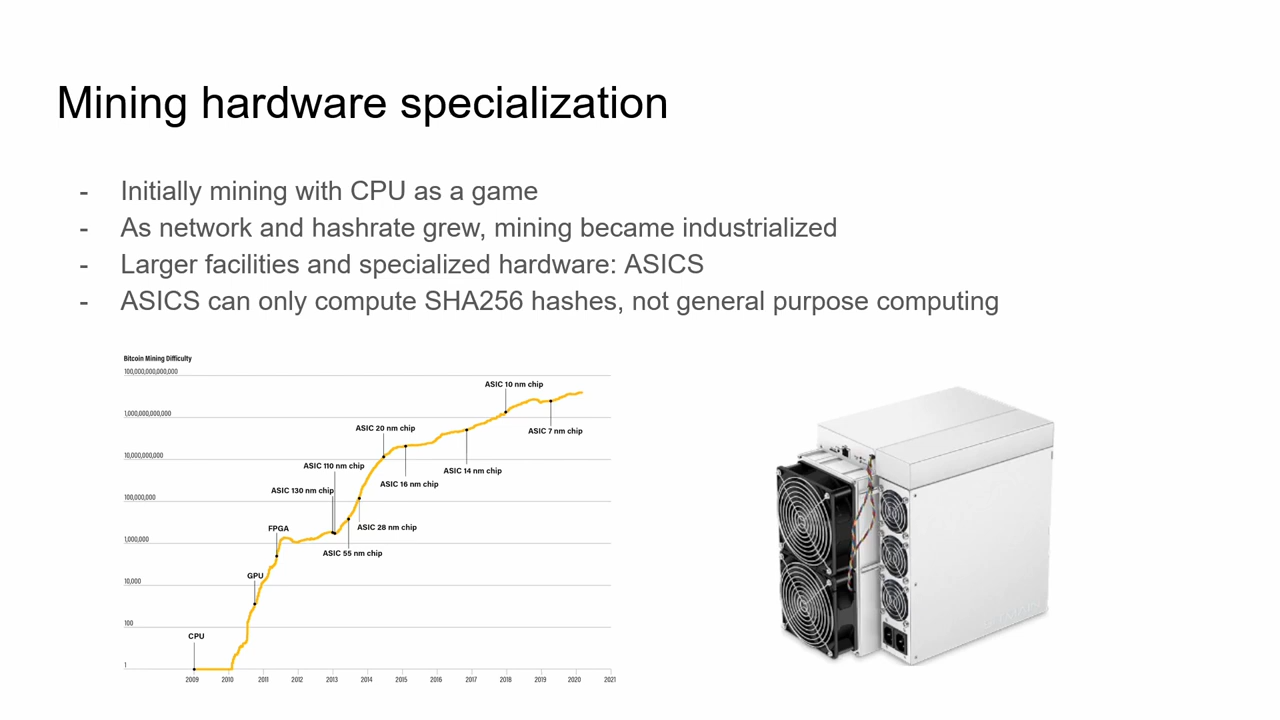 Mining hardware specialization
- Initially mining with CPU as a game
- As network and hashrate grew, mining became industrialized
- Larger facilities and specialized hardware: ASICS
- ASICS can only compute SHA256 hashes, not general purpose computing
Bitcoin Mining Difficulty
100,000,000,000,000
1,000,000,000,000
10,000,000,000
100,000,000
1,000,000
10,000
100
1
CPU
GPU
FPGA
ASIC 130 nm chip
ASIC 110 nm chip
ASIC 55 nm chip
ASIC 28 nm chip
ASIC 20 nm chip
ASIC 16 nm chip
ASIC 14 nm chip
ASIC 10 nm chip
ASIC 7 nm chip
2009 2010 2011 2012 2013 2014 2015 2016 2017 2018 2019 2020 2021